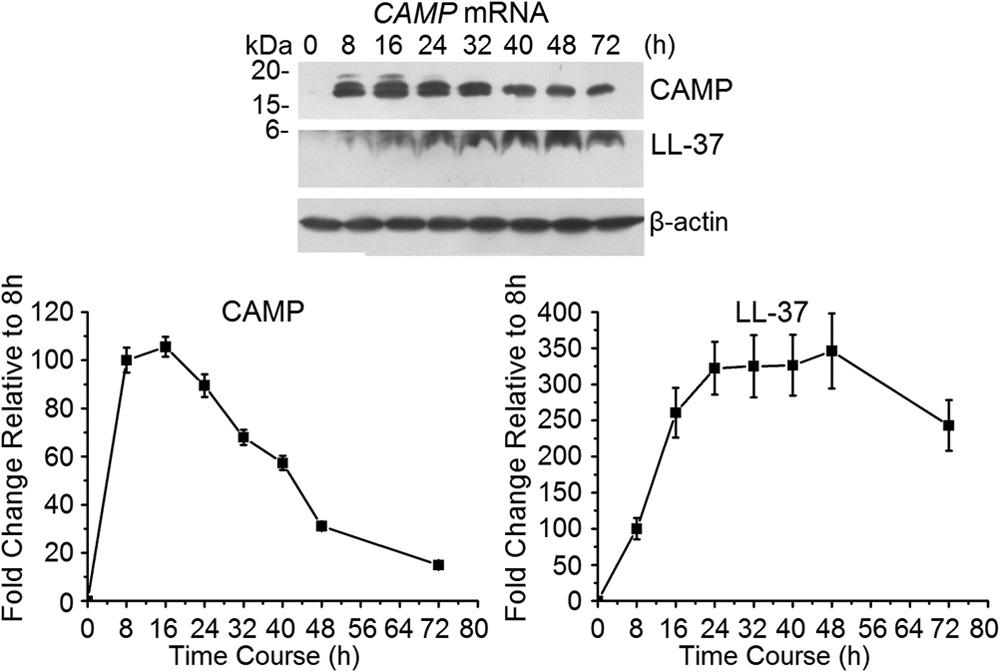 CAMP mRNA
kDa 0 8 16 24 32 40 48 72 (h)
20-
CAMP
15-
6-
LL-37
β-actin
CAMP
Fold Change Relative to 8h
120
100
80
60
40
20
0
0 8 16 24 32 40 48 56 64 72 80
Time Course (h)
LL-37
Fold Change Relative to 8h
400
350
300
250
200
150
100
50
0
0 8 16 24 32 40 48 56 64 72 80
Time Course (h)